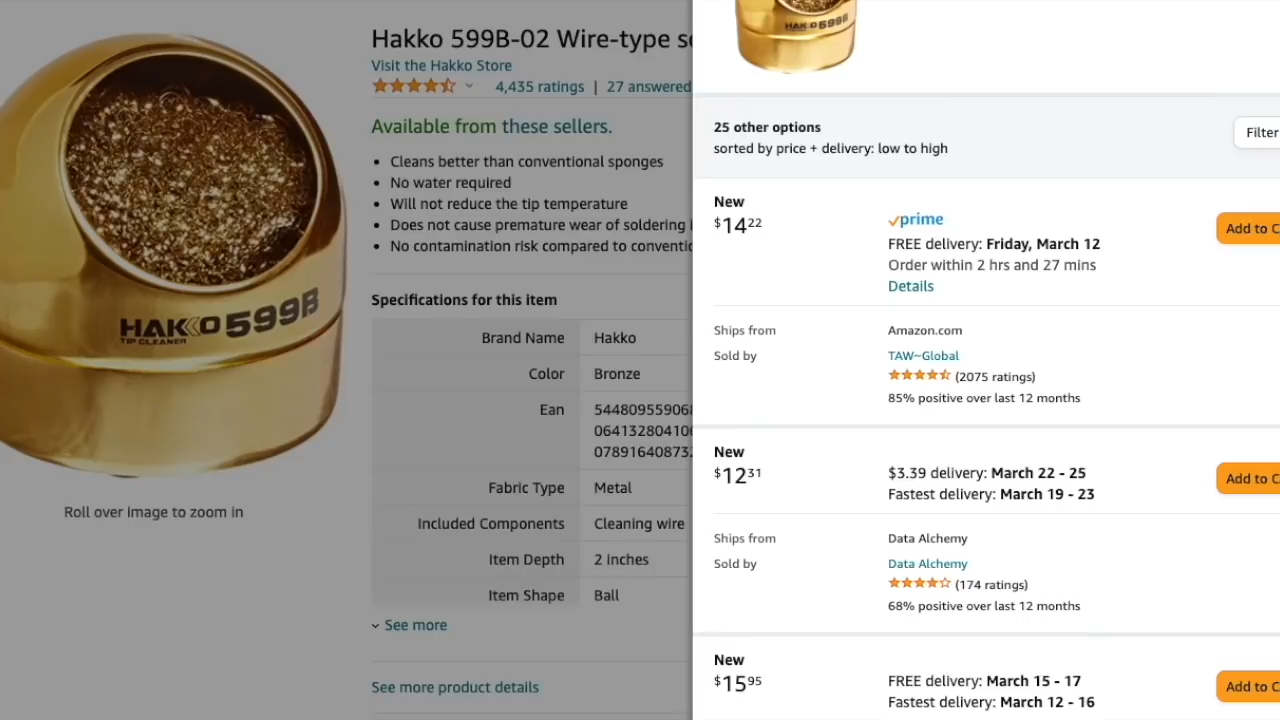 HAKKO 599B
TIP CLEANER
Roll over image to zoom in
Hakko 599B-02 Wire-type
Visit the Hakko Store
4,435 ratings | 27 answered
Available from these sellers.
• Cleans better than conventional sponges
• No water required
• Will not reduce the tip temperature
• Does not cause premature wear of soldering
• No contamination risk compared to
Specifications for this item
Brand Name Hakko
Color Bronze
Ean
Fabric Type Metal
Included Components Cleaning wire
Item Depth 2 inches
Item Shape Ball
See more
See more product details
HAKKO 599B
25 other options
sorted by price + delivery: low to high
Filter
New
$14 22
prime
FREE delivery: Friday, March 12
Order within 2 hrs and 27 mins
Details
Add to C
Ships from Amazon.com
Sold by TAW~Global
(2075 ratings)
85% positive over last 12 months
New
$12 31
$3.39 delivery: March 22 - 25
Fastest delivery: March 19 - 23
Add to C
Ships from Data Alchemy
Sold by Data Alchemy
(174 ratings)
68% positive over last 12 months
New
$15 95
FREE delivery: March 15 - 17
Fastest delivery: March 12 - 16
Add to C